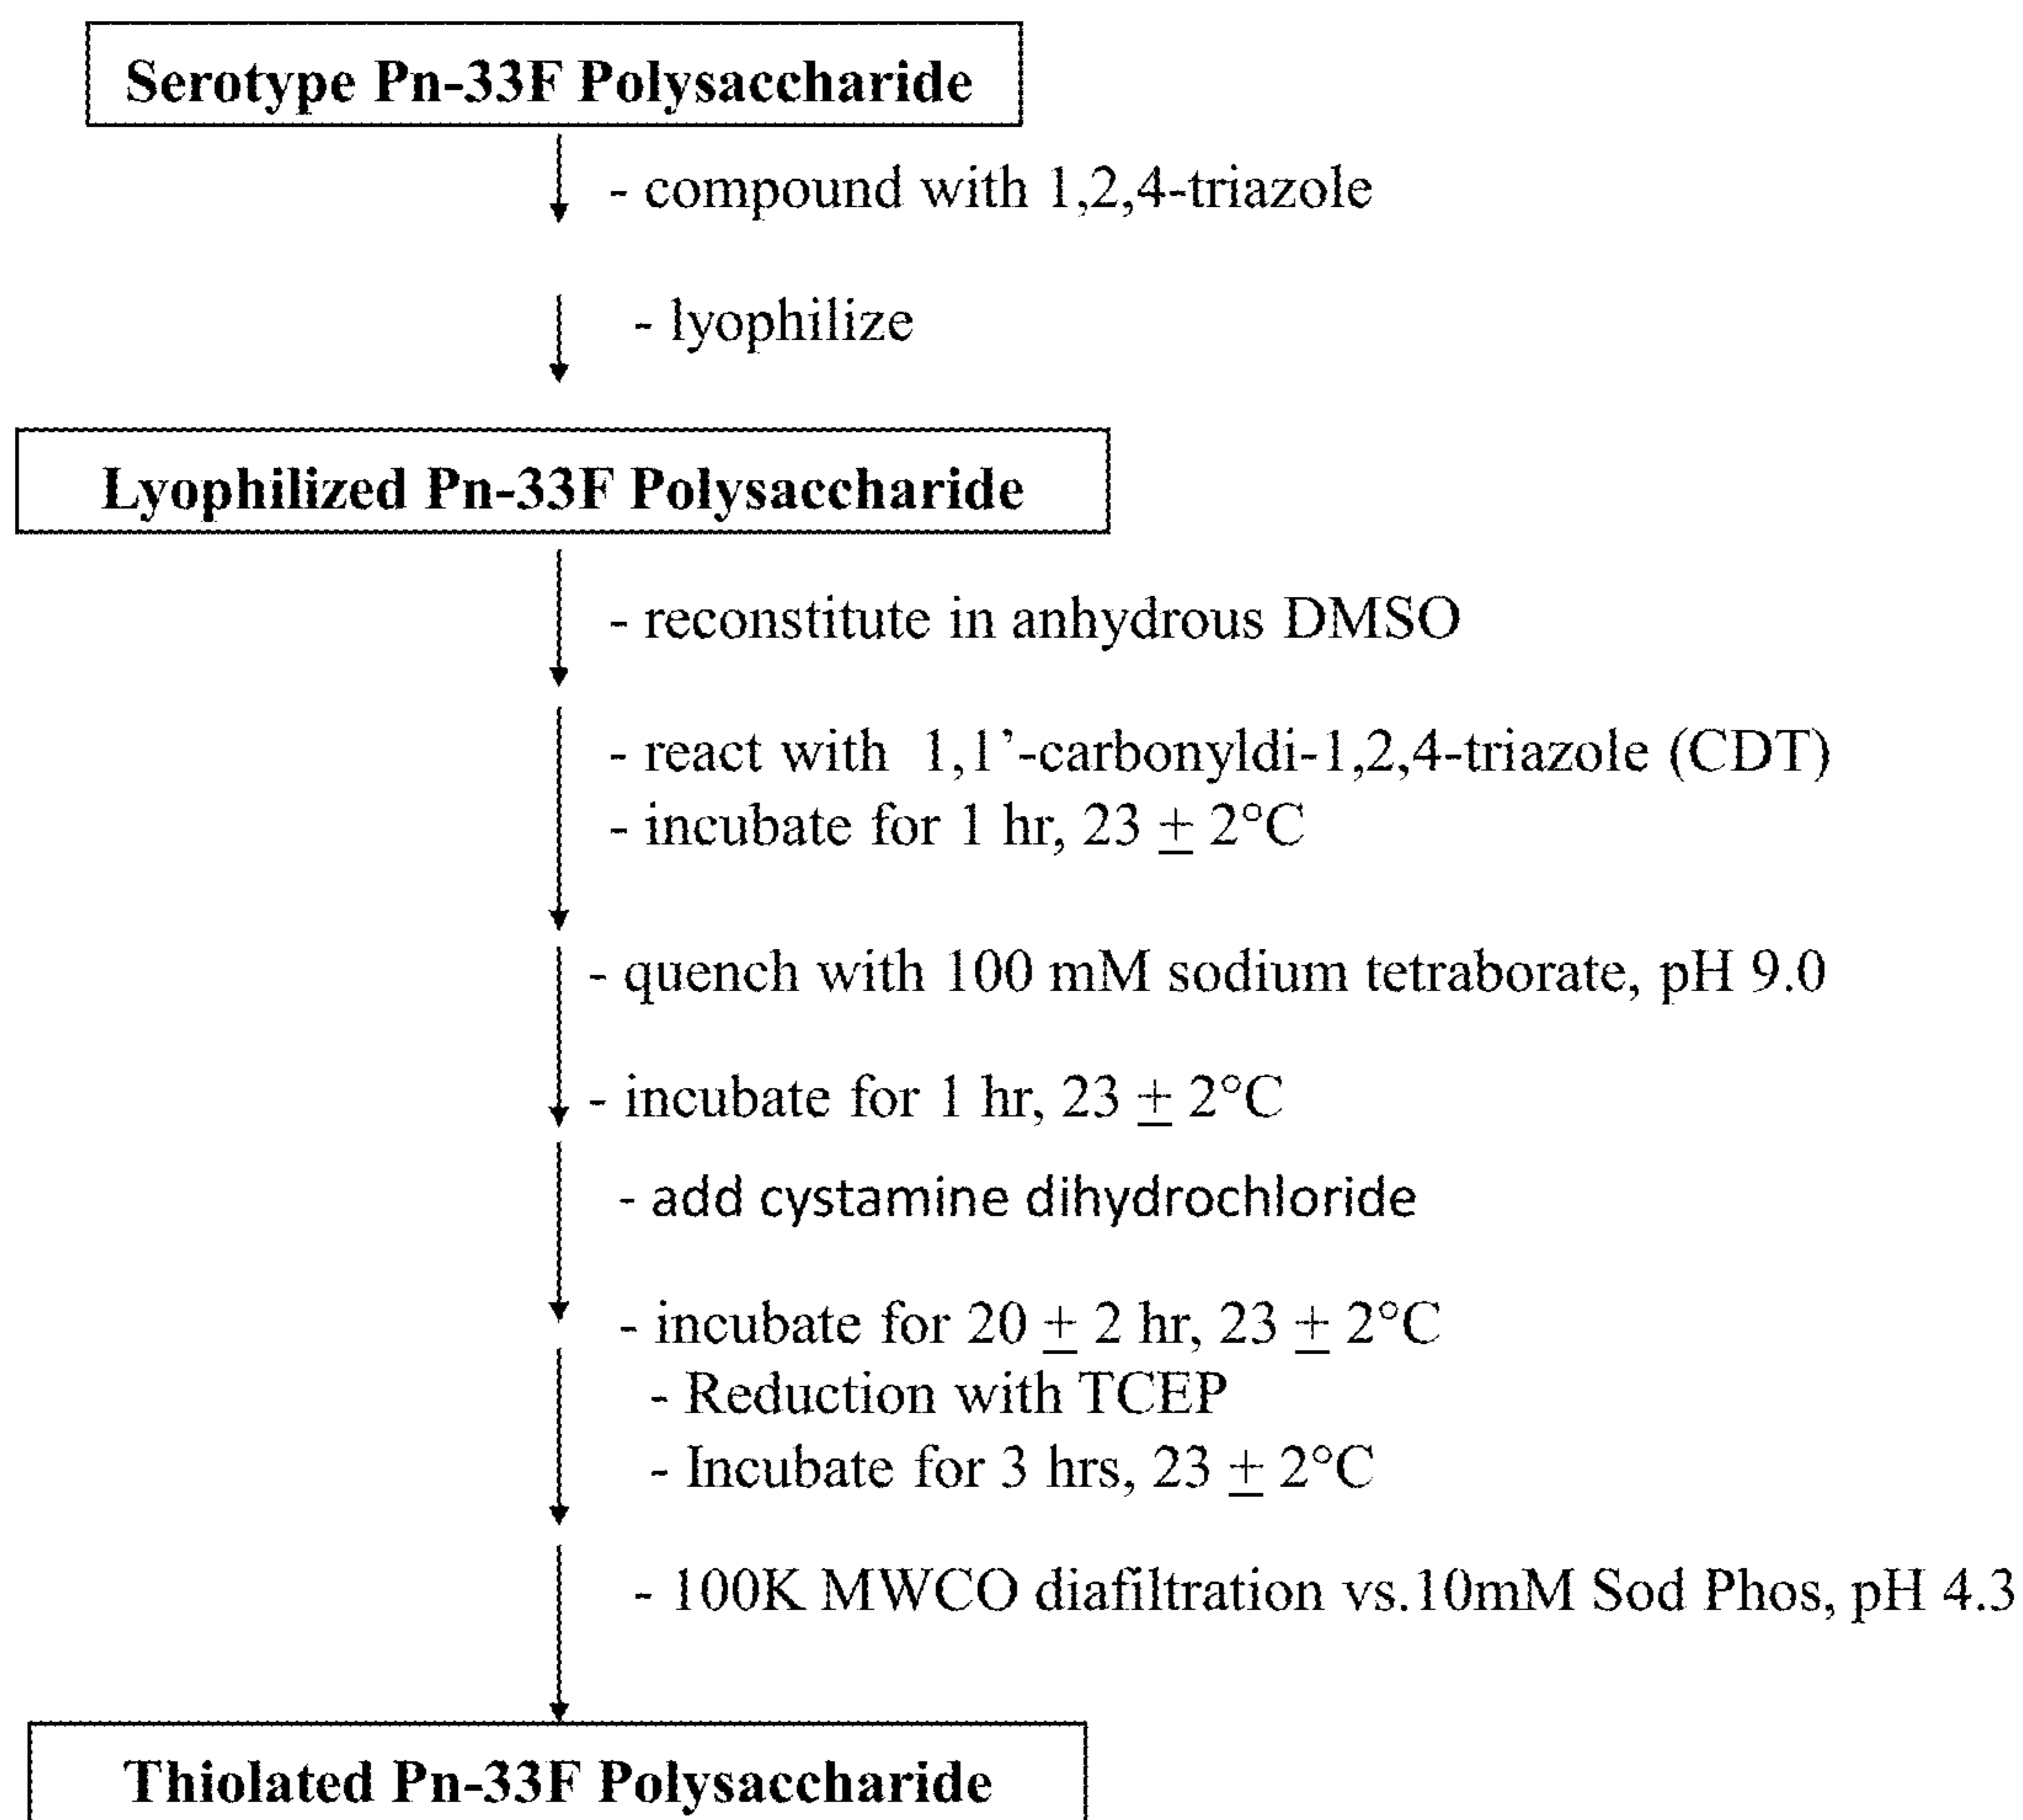 Serotype Pn-33F Polysaccharide
- compound with 1,2,4-triazole
- lyophilize
Lyophilized Pn-33F Polysaccharide
- reconstitute in anhydrous DMSO
- react with 1,1’-carbonyldi-1,2,4-triazole (CDT)
- incubate for 1 hr, 23 ± 2°C
- quench with 100 mM sodium tetraborate, pH 9.0
- incubate for 1 hr, 23 ± 2°C
- add cystamine dihydrochloride
- incubate for 20 ± 2 hr, 23 ± 2°C
- Reduction with TCEP
- Incubate for 3 hrs, 23 ± 2°C
- 100K MWCO diafiltration vs.10mM Sod Phos, pH 4.3
Thiolated Pn-33F Polysaccharide